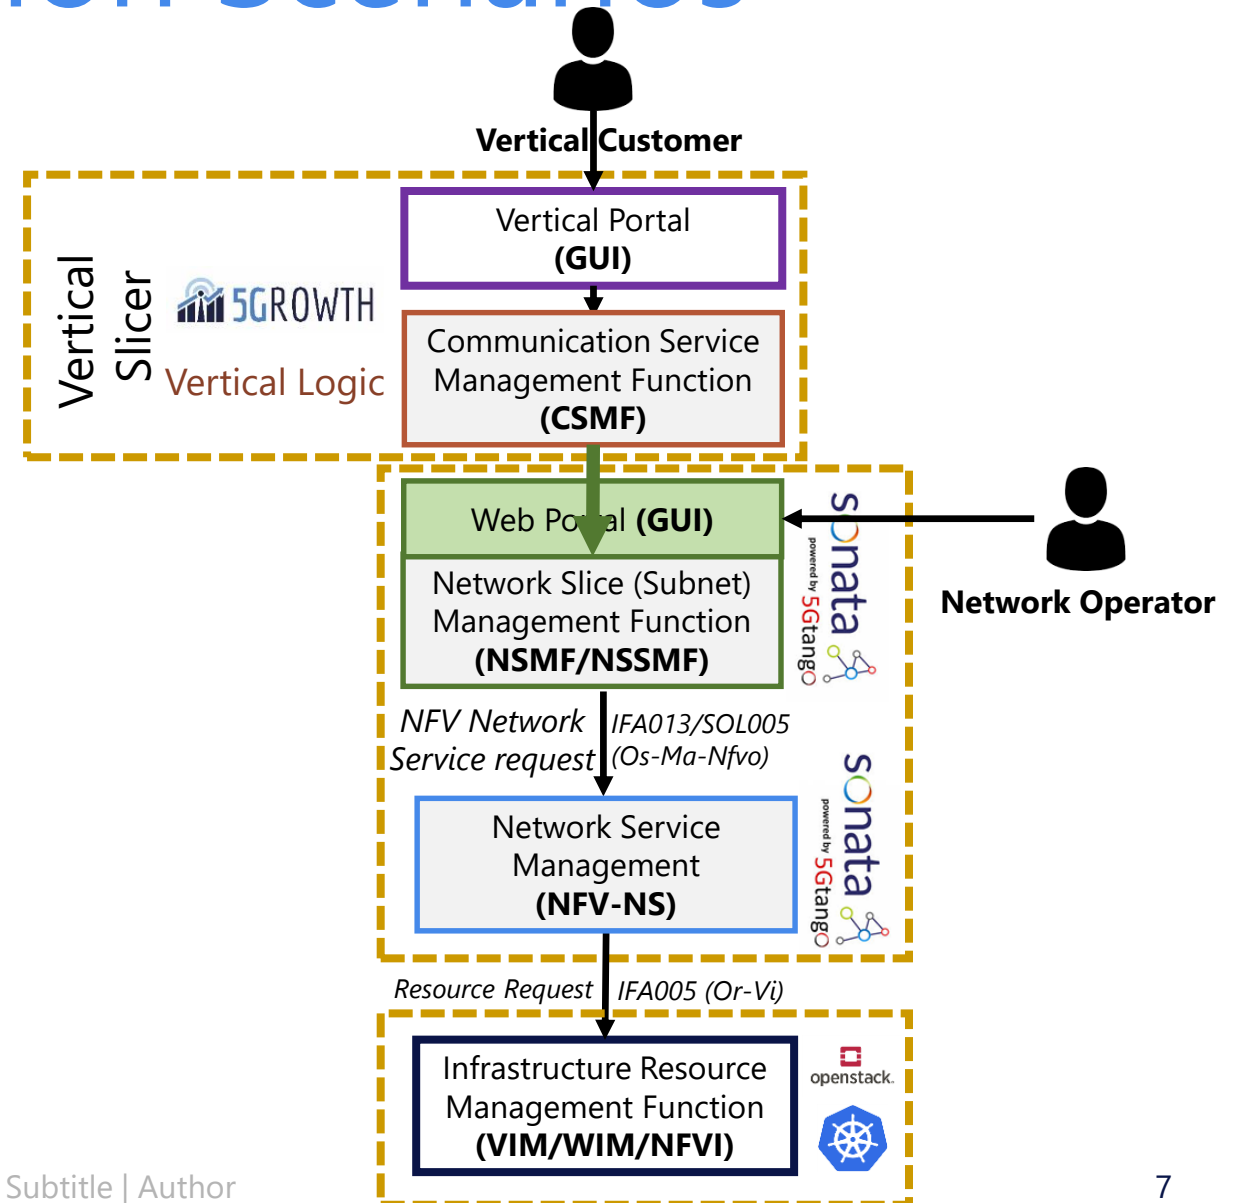 ion Scenarios
Vertical Customer
Vertical Portal
(GUI)
Vertical
Slicer
5GROWTH
Vertical Logic
Communication Service
Management Function
(CSMF)
Web Portal (GUI)
Network Slice (Subnet)
Management Function
(NSMF/NSSMF)
sonata
powered by 5Gtango
Network Operator
NFV Network
Service request
IFA013/SOL005
(Os-Ma-Nfvo)
Network Service
Management
(NFV-NS)
sonata
powered by 5Gtango
Resource Request
IFA005 (Or-Vi)
Infrastructure Resource
Management Function
(VIM/WIM/NFVI)
openstack.
Subtitle | Author
7